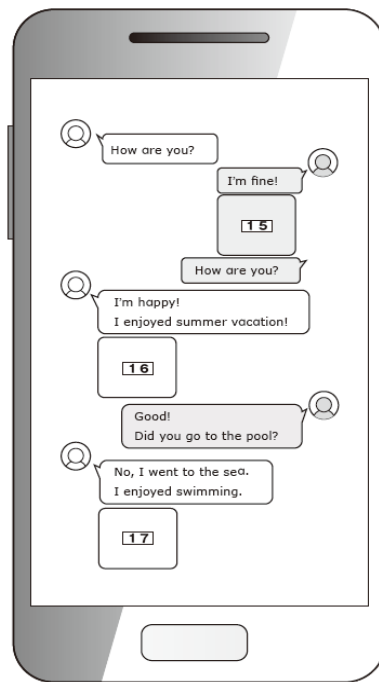 How are you?
I'm fine!
15
How are you?
I'm happy!
I enjoyed summer vacation!
16
Good!
Did you go to the pool?
No, I went to the sea.
I enjoyed swimming.
17